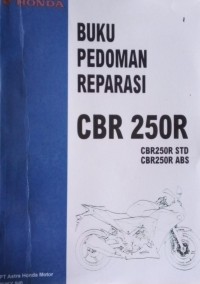 HONDA
BUKU
PEDOMAN
REPARASI
CBR 250R
CBR250R STD
CBR250R ABS
PT Astra Honda Motor